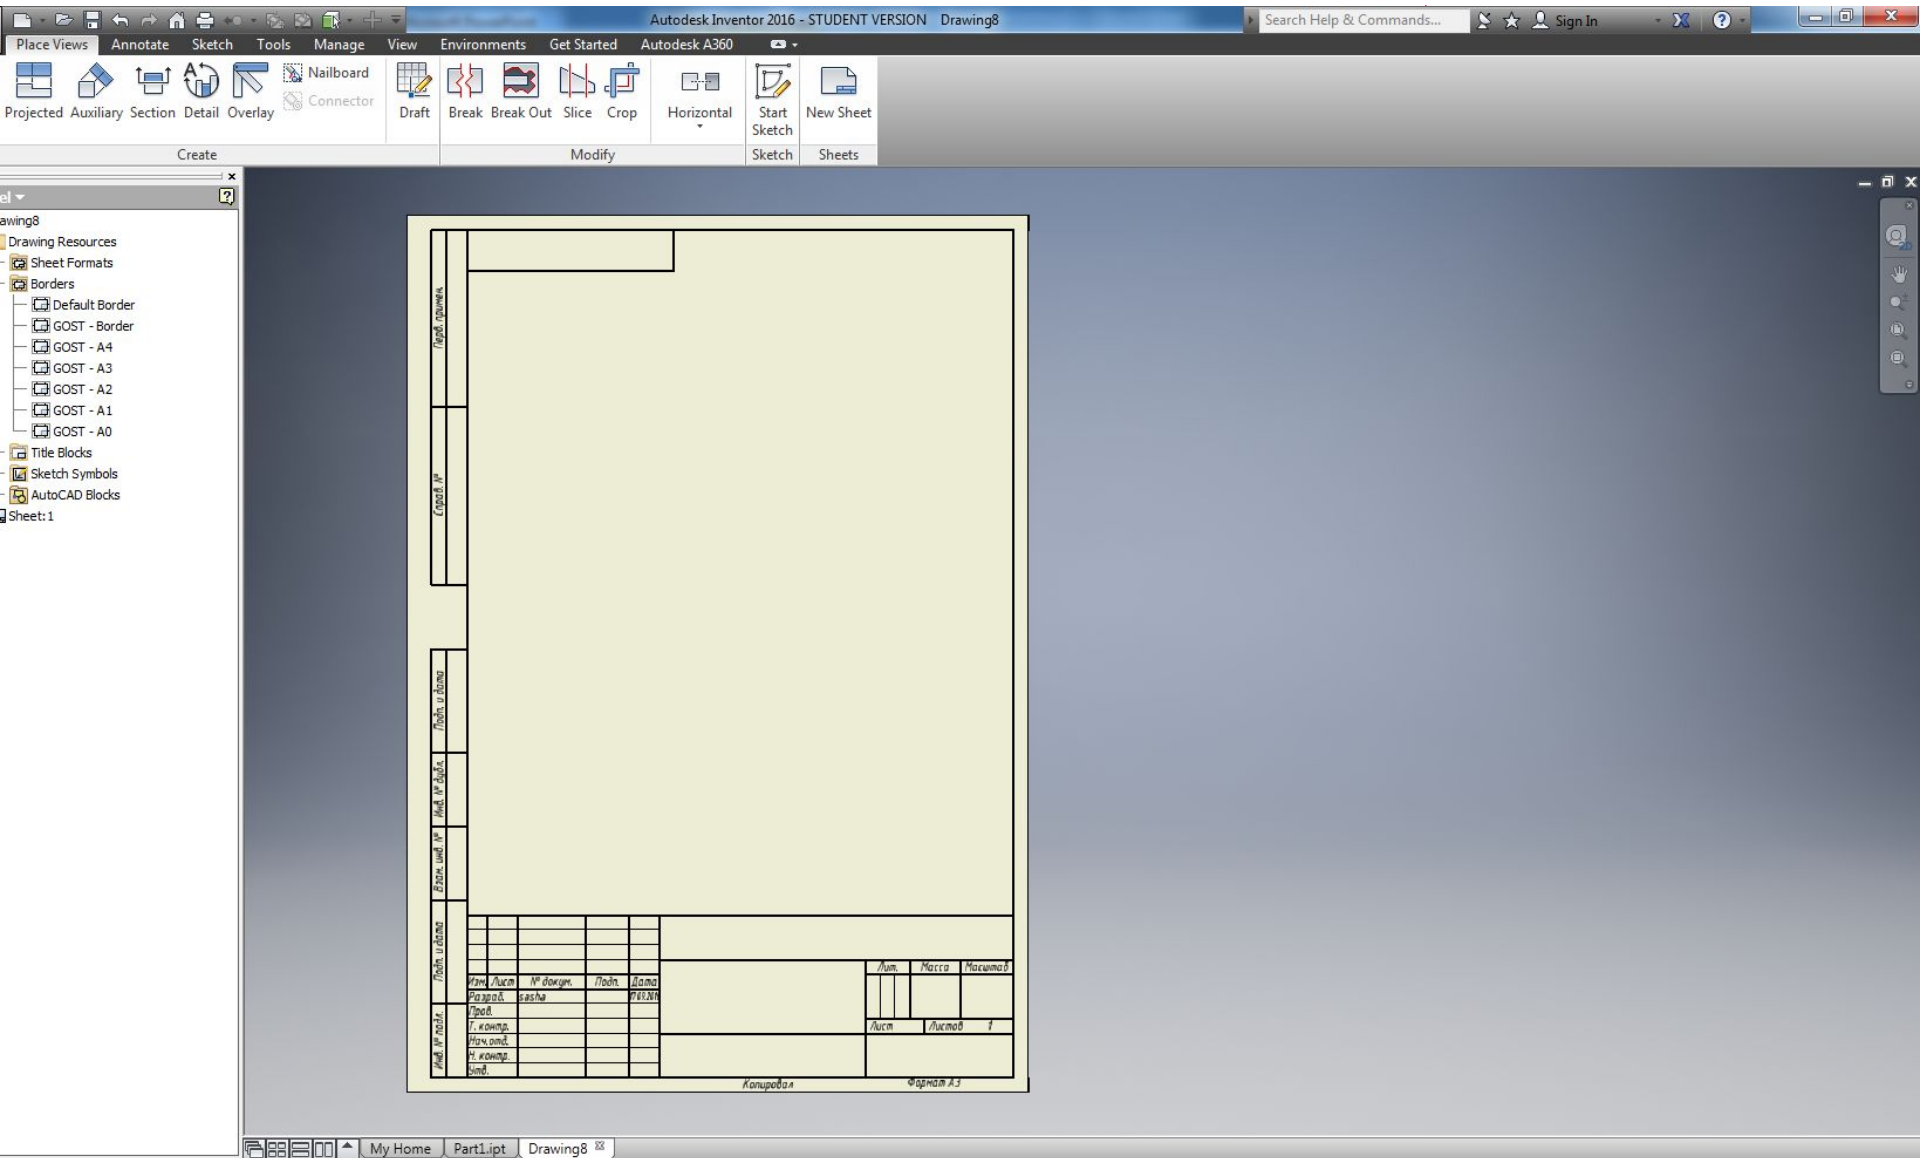 Autodesk Inventor 2016 - STUDENT VERSION Drawing8
Search Help & Commands...
Sign In
Place Views Annotate Sketch Tools Manage View Environments Get Started Autodesk A360
Projected Auxiliary Section Detail Overlay
Nailboard
Connector
Draft
Break Break Out Slice Crop
Horizontal
Start
Sketch
New Sheet
Create Modify Sketch Sheets
el
2D
awing8
Drawing Resources
Sheet Formats
Borders
Default Border
GOST - Border
GOST - A4
GOST - A3
GOST - A2
GOST - A1
GOST - A0
Title Blocks
Sketch Symbols
AutoCAD Blocks
Sheet:1
Перв. примен.
Справ. №
Подп. и дата
Инв. № дубл.
Взам. инв. №
Подп. и дата
Инв. № подл.
Изм. Лист № докум. Подп. Дата
Разраб. sasha
Пров.
Т. контр.
Нач.отд.
Н. контр.
Утв.
Лит. Масса Масштаб
Лист Листов 1
Копировал Формат А3
My Home Part1.ipt Drawing8